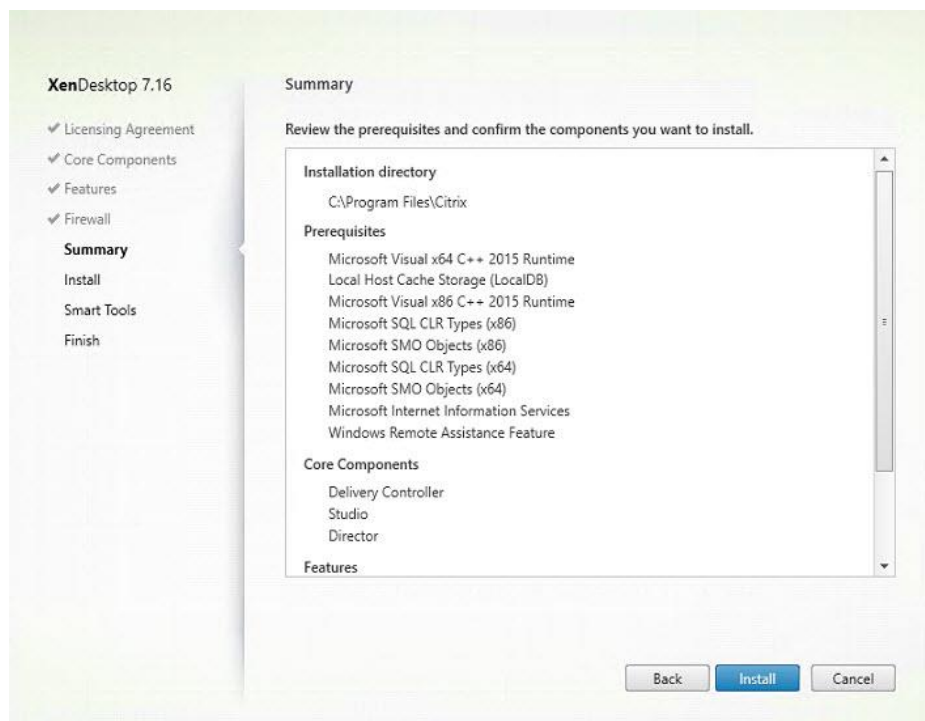 XenDesktop 7.16
Licensing Agreement
Core Components
Features
Firewall
Summary
Install
Smart Tools
Finish
Summary
Review the prerequisites and confirm the components you want to install.
Installation directory
C:\Program Files\Citrix
Prerequisites
Microsoft Visual x64 C++ 2015 Runtime
Local Host Cache Storage (LocalDB)
Microsoft Visual x86 C++ 2015 Runtime
Microsoft SQL CLR Types (x86)
Microsoft SMO Objects (x86)
Microsoft SQL CLR Types (x64)
Microsoft SMO Objects (x64)
Microsoft Internet Information Services
Windows Remote Assistance Feature
Core Components
Delivery Controller
Studio
Director
Features
Back Install Cancel